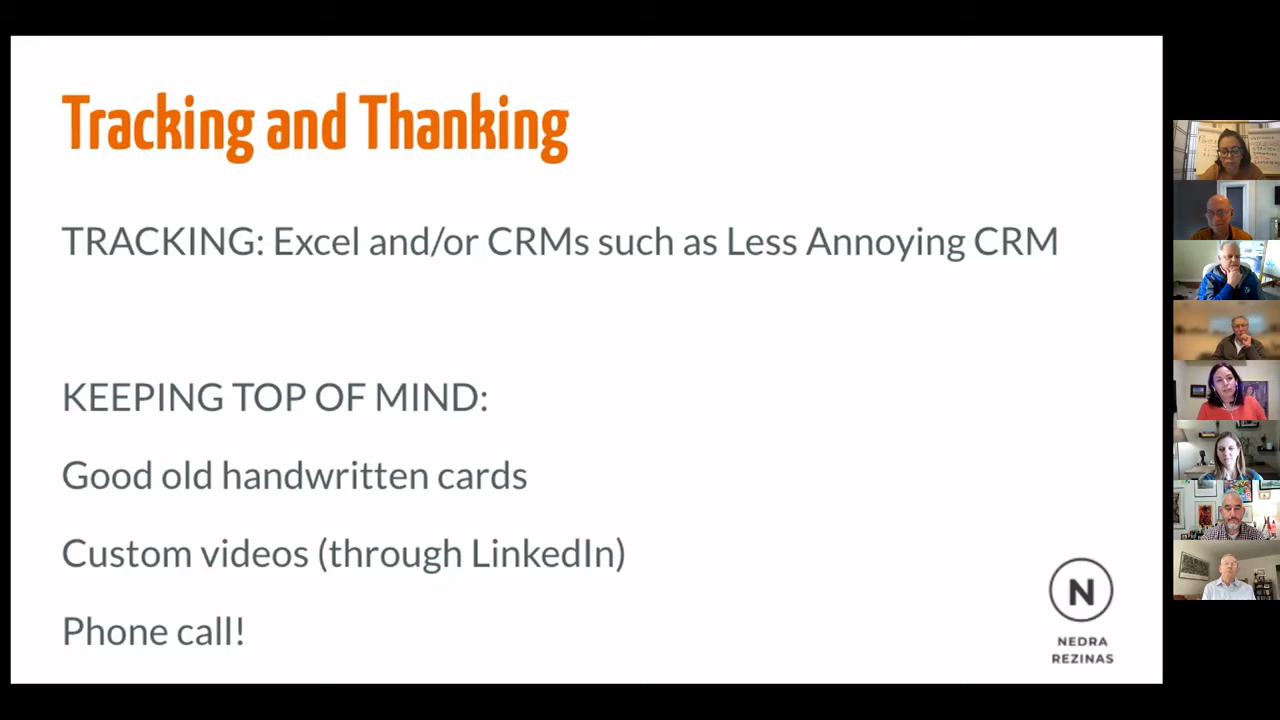 Tracking and Thanking
TRACKING: Excel and/or CRMs such as Less Annoying CRM
KEEPING TOP OF MIND:
Good old handwritten cards
Custom videos (through LinkedIn)
Phone call!
N
NEDRA
REZINAS